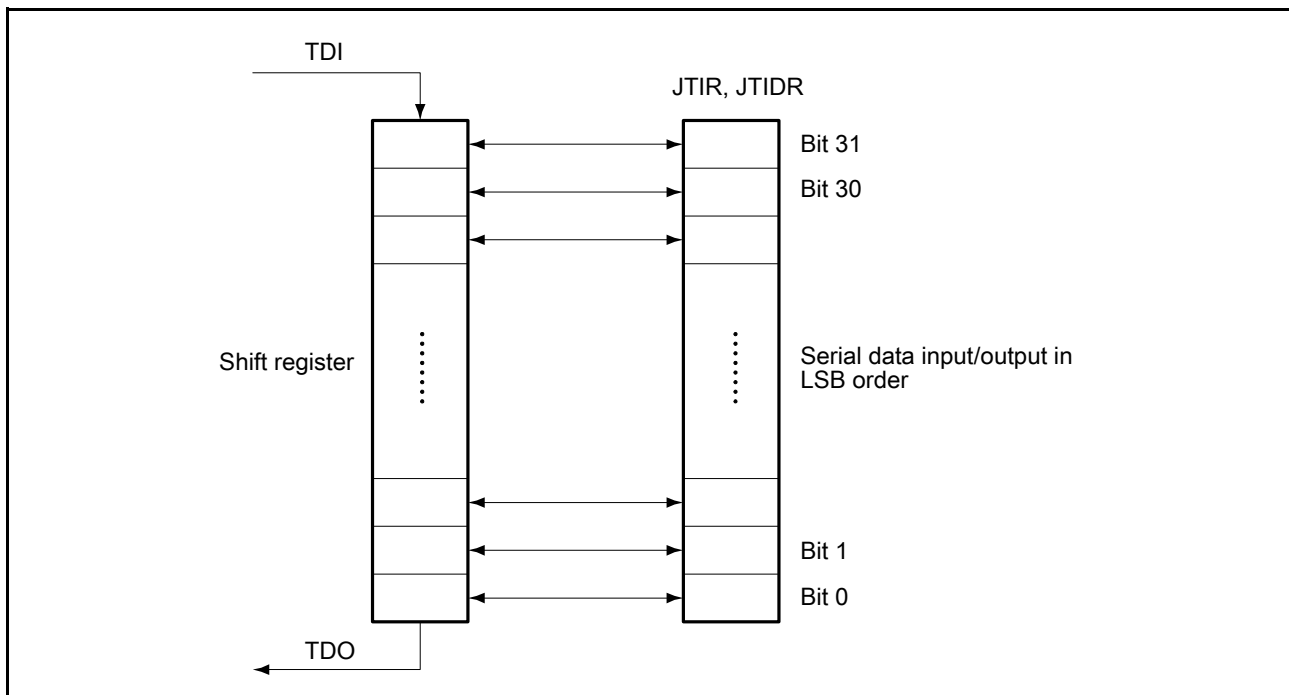 TDI
JTIR, JTIDR
Bit 31
Bit 30
Shift register
Serial data input/output in
LSB order
Bit 1
Bit 0
TDO